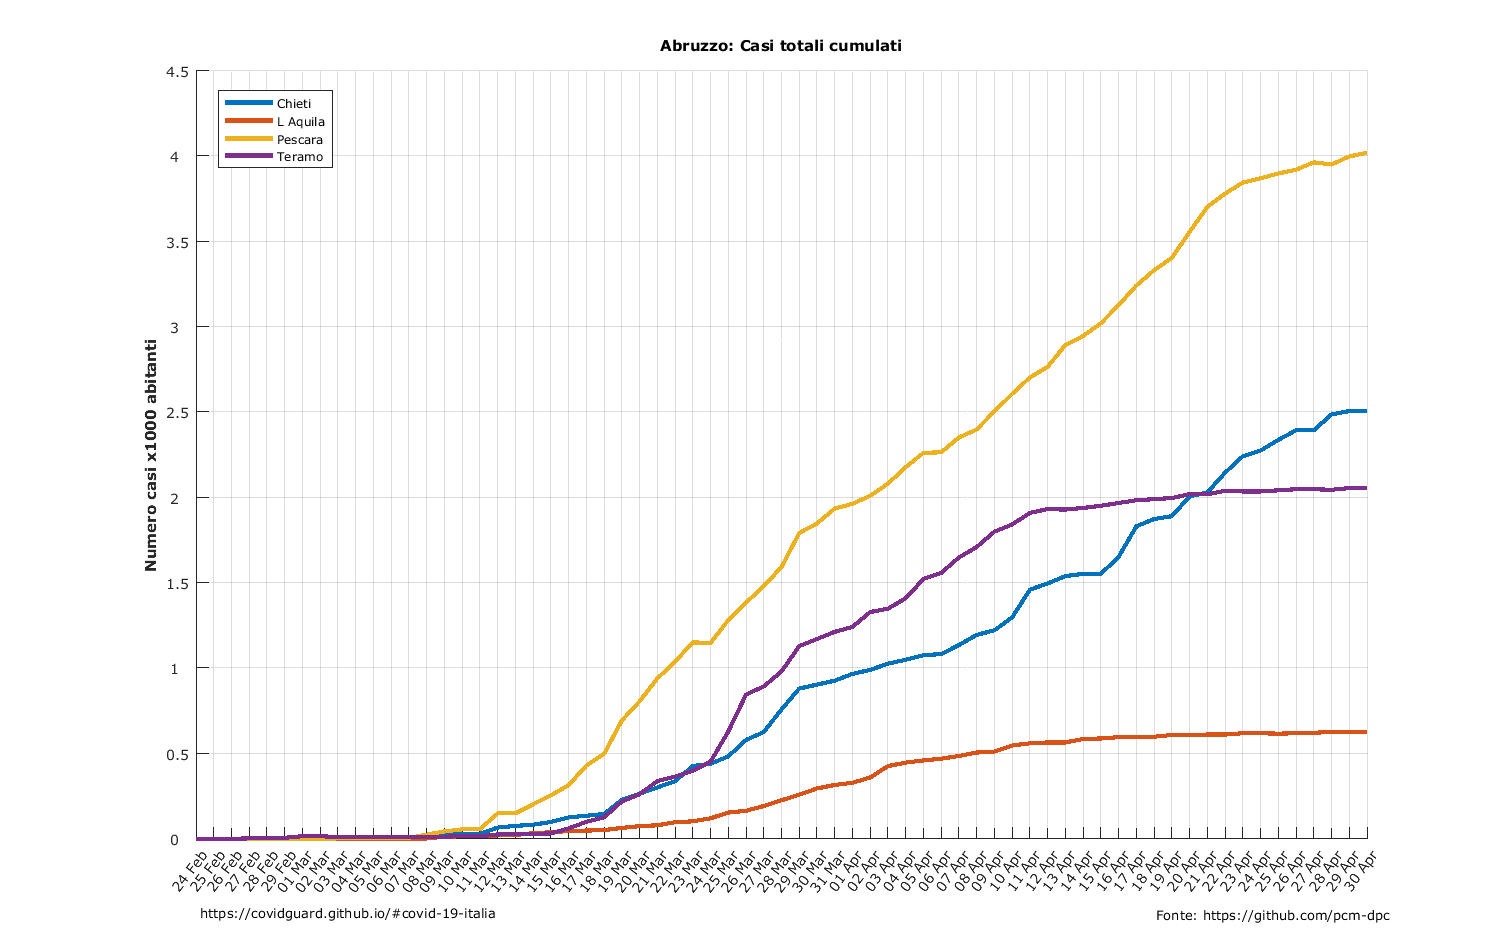 Abruzzo: Casi totali cumulati
4.5
4
3.5
3
2.5
2
1.5
1
0.5
0
Numero casi x1000 abitanti
Chieti
L Aquila
Pescara
Teramo
24 Feb
25 Feb
26 Feb
27 Feb
28 Feb
29 Feb
01 Mar
02 Mar
03 Mar
04 Mar
05 Mar
06 Mar
07 Mar
08 Mar
09 Mar
10 Mar
11 Mar
12 Mar
13 Mar
14 Mar
15 Mar
16 Mar
17 Mar
18 Mar
19 Mar
20 Mar
21 Mar
22 Mar
23 Mar
24 Mar
25 Mar
26 Mar
27 Mar
28 Mar
29 Mar
30 Mar
31 Mar
01 Apr
02 Apr
03 Apr
04 Apr
05 Apr
06 Apr
07 Apr
08 Apr
09 Apr
10 Apr
11 Apr
12 Apr
13 Apr
14 Apr
15 Apr
16 Apr
17 Apr
18 Apr
19 Apr
20 Apr
21 Apr
22 Apr
23 Apr
24 Apr
25 Apr
26 Apr
27 Apr
28 Apr
29 Apr
30 Apr
https://covidguard.github.io/#covid-19-italia
Fonte: https://github.com/pcm-dpc